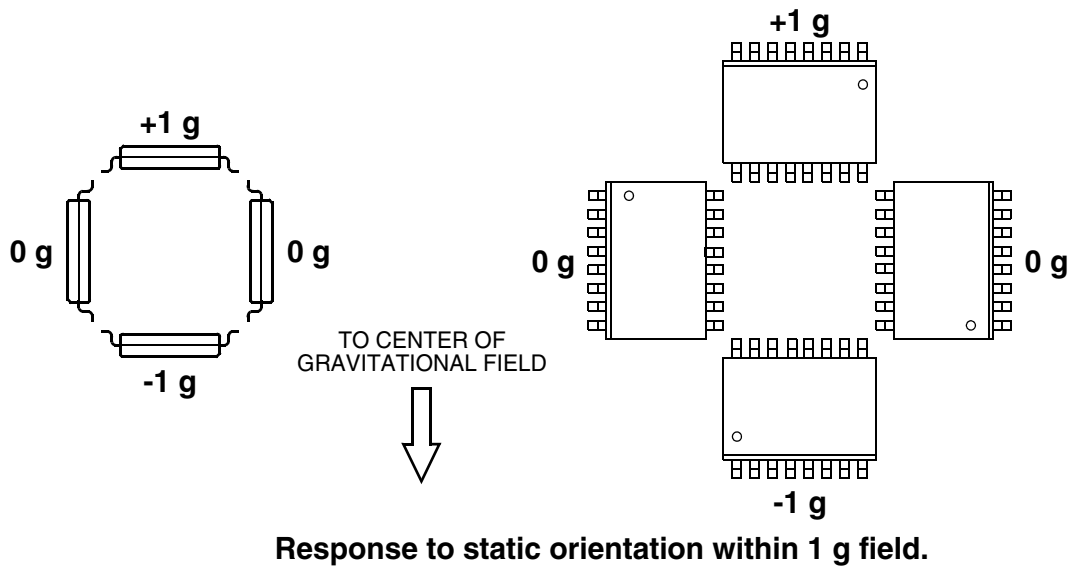 +1 g
0 g
0 g
-1 g
TO CENTER OF
GRAVITATIONAL FIELD
+1 g
0 g
0 g
-1 g
Response to static orientation within 1 g field.